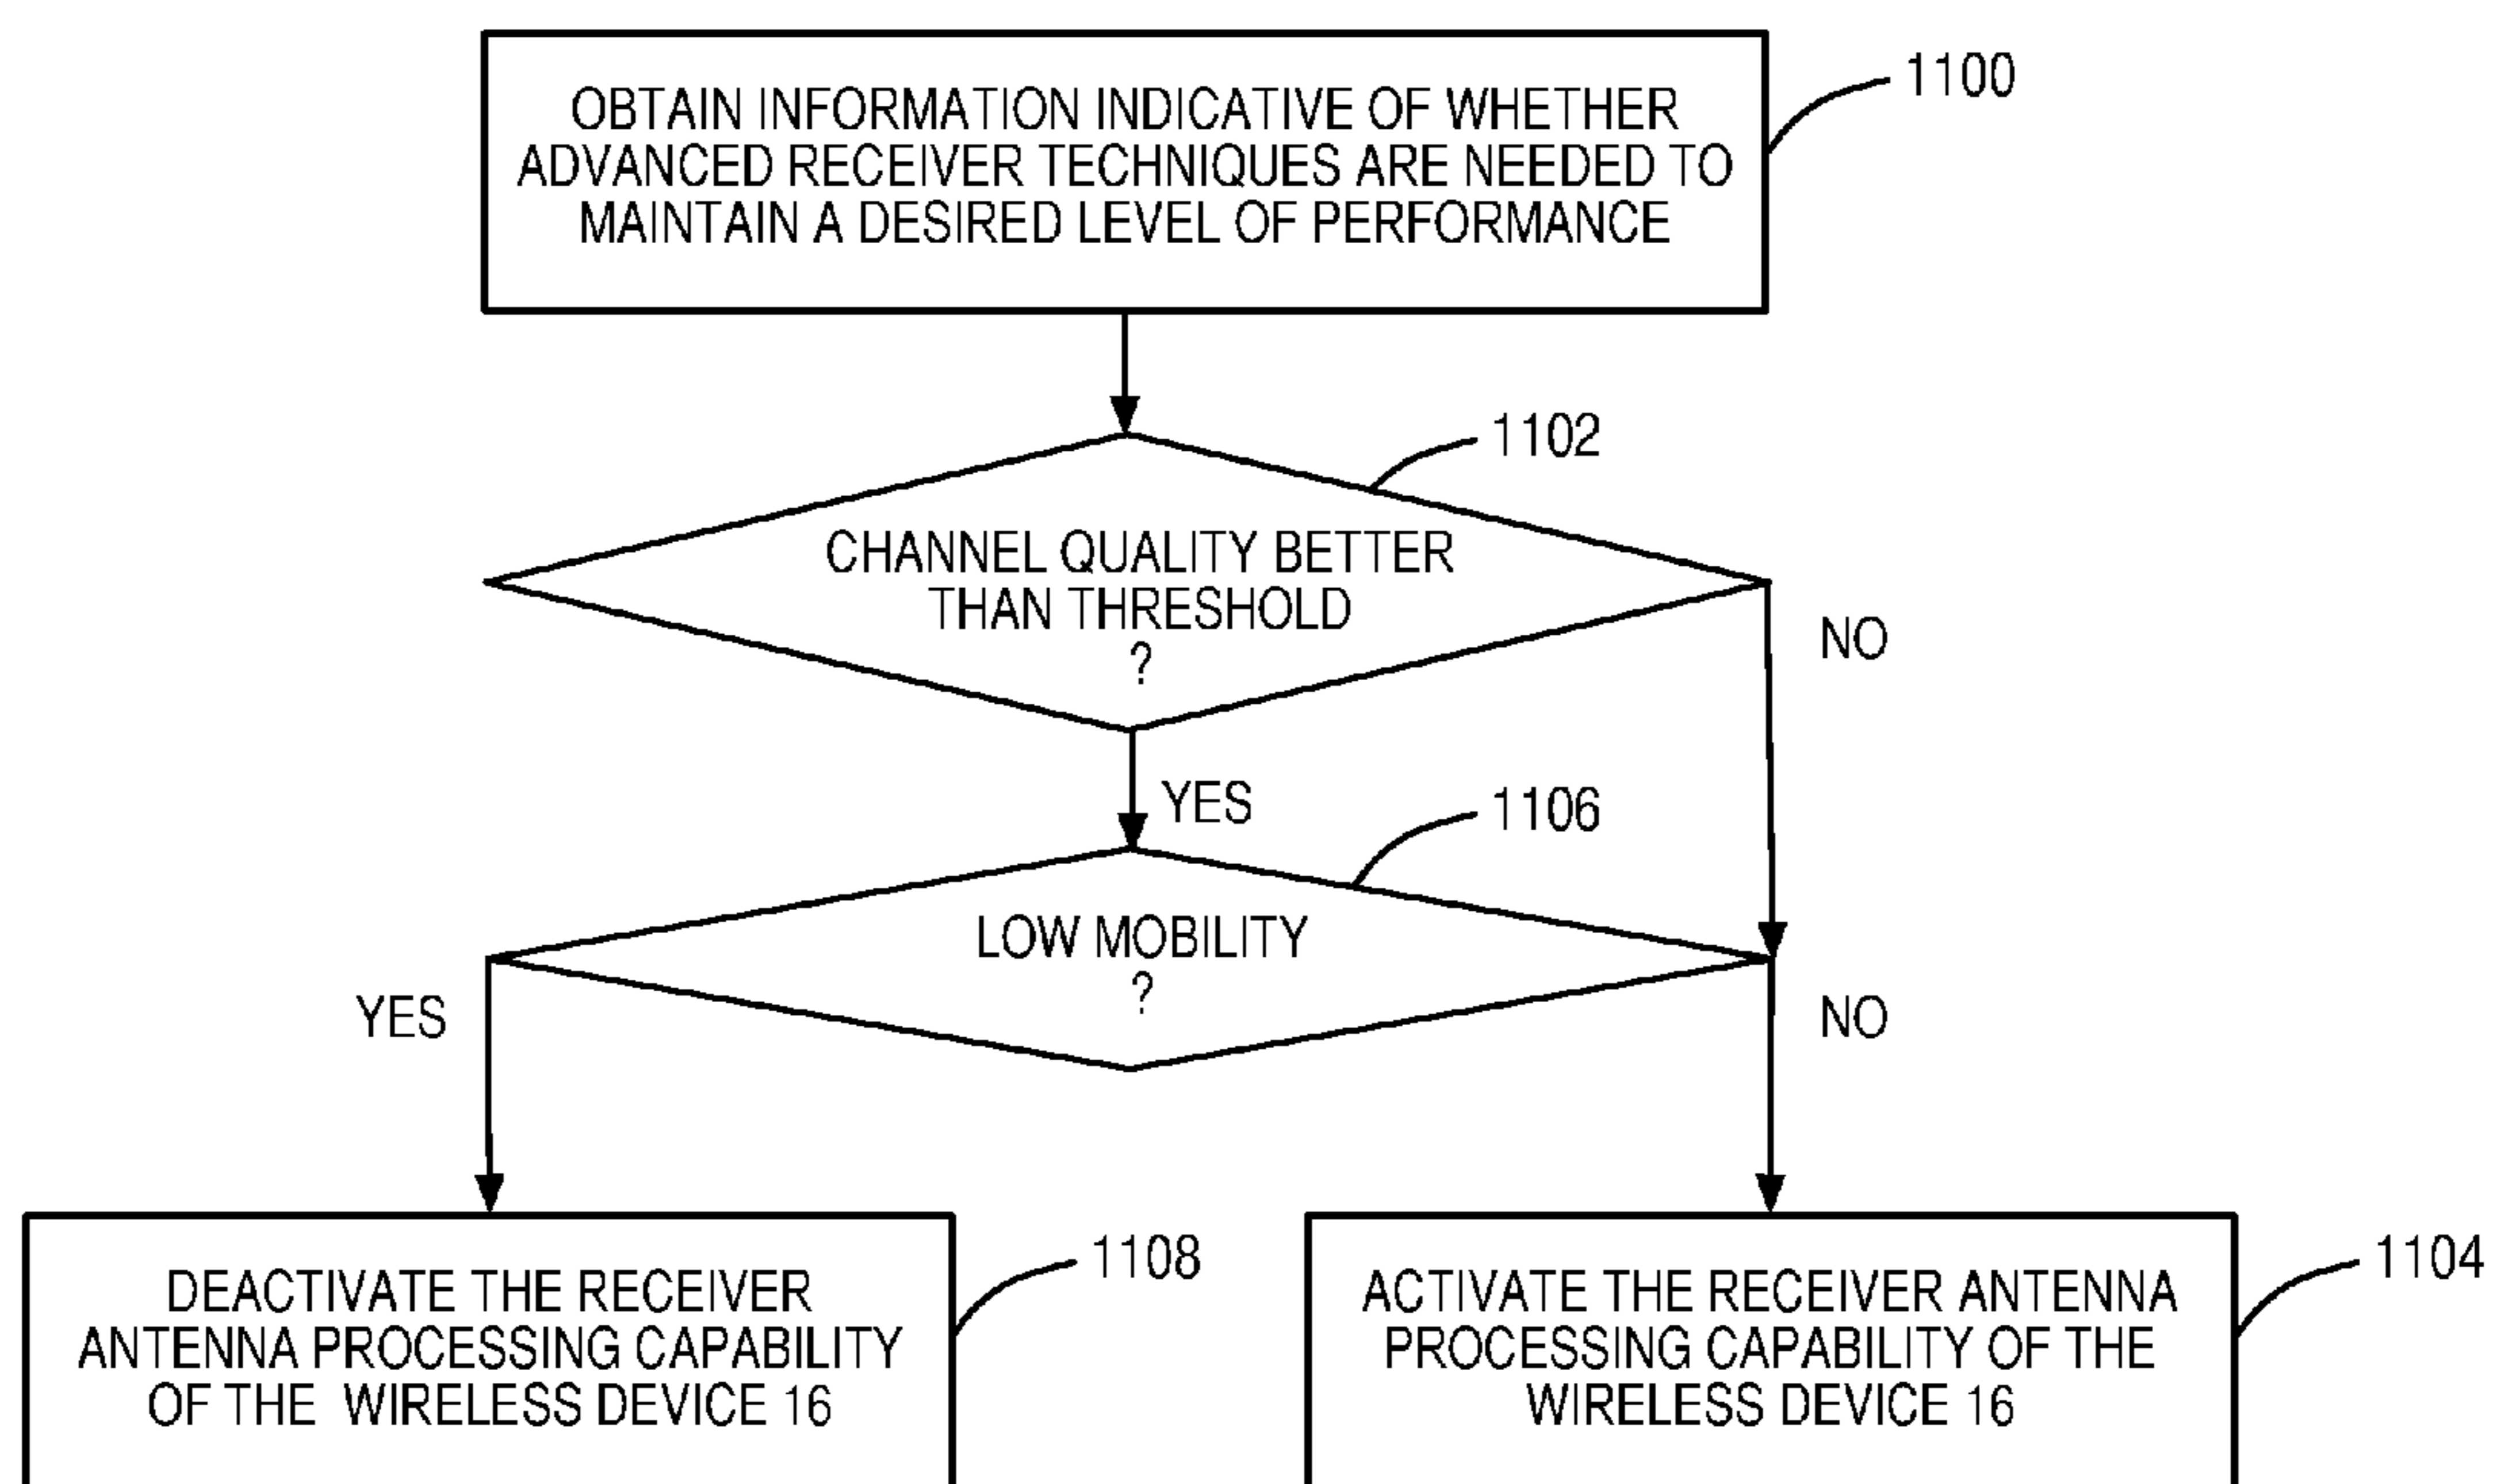 OBTAIN INFORMATION INDICATIVE OF WHETHER
ADVANCED RECEIVER TECHNIQUES ARE NEEDED TO
MAINTAIN A DESIRED LEVEL OF PERFORMANCE
1100
1102
CHANNEL QUALITY BETTER
THAN THRESHOLD
?
NO
YES
1106
LOW MOBILITY
?
YES
NO
DEACTIVATE THE RECEIVER
ANTENNA PROCESSING CAPABILITY
OF THE WIRELESS DEVICE 16
1108
ACTIVATE THE RECEIVER ANTENNA
PROCESSING CAPABILITY OF THE
WIRELESS DEVICE 16
1104